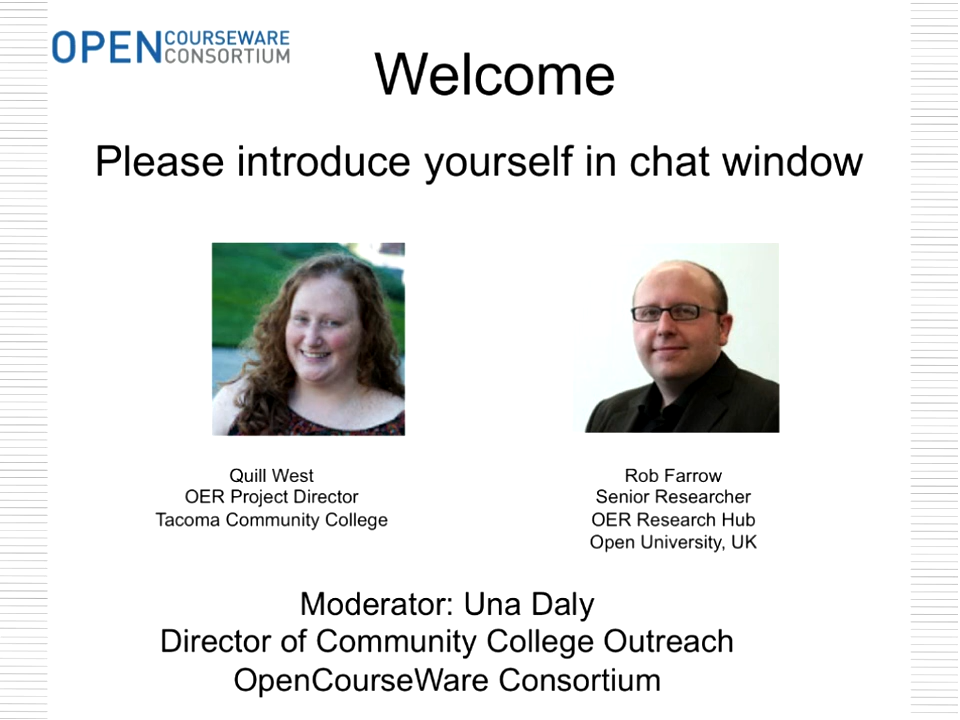 OPEN COURSEWARE
CONSORTIUM
Welcome
Please introduce yourself in chat window
Quill West
OER Project Director
Tacoma Community College
Rob Farrow
Senior Researcher
OER Research Hub
Open University, UK
Moderator: Una Daly
Director of Community College Outreach
OpenCourseWare Consortium